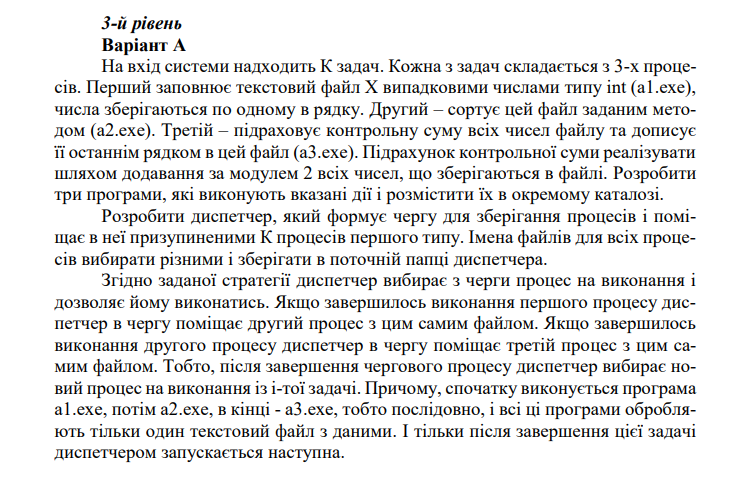 3-й рівень
Варіант А
На вхід системи надходить К задач. Кожна з задач складається з 3-х проце-
сів. Перший заповнює текстовий файл Х випадковими числами типу int (a1.exe),
числа зберігаються по одному в рядку. Другий – сортує цей файл заданим мето-
дом (a2.exe). Третій – підраховує контрольну суму всіх чисел файлу та дописує
її останнім рядком в цей файл (a3.exe). Підрахунок контрольної суми реалізувати
шляхом додавання за модулем 2 всіх чисел, що зберігаються в файлі. Розробити
три програми, які виконують вказані дії і розмістити їх в окремому каталозі.
Розробити диспетчер, який формує чергу для зберігання процесів і помі-
щає в неї призупиненими К процесів першого типу. Імена файлів для всіх проце-
сів вибирати різними і зберігати в поточній папці диспетчера.
Згідно заданої стратегії диспетчер вибирає з черги процес на виконання і
дозволяє йому виконатись. Якщо завершилось виконання першого процесу дис-
петчер в чергу поміщає другий процес з цим самим файлом. Якщо завершилось
виконання другого процесу диспетчер в чергу поміщає третій процес з цим са-
мим файлом. Тобто, після завершення чергового процесу диспетчер вибирає но-
вий процес на виконання із і-тої задачі. Причому, спочатку виконується програма
a1.exe, потім a2.exe, в кінці - a3.exe, тобто послідовно, і всі ці програми обробля-
ють тільки один текстовий файл з даними. І тільки після завершення цієї задачі
диспетчером запускається наступна.